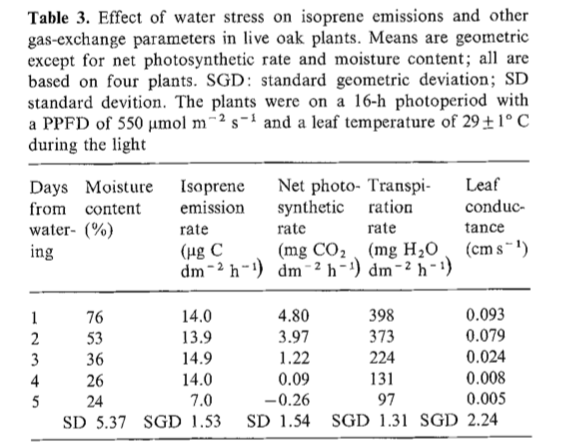 Table 3. Effect of water stress on isoprene emissions and other
gas-exchange parameters in live oak plants. Means are geometric
except for net photosynthetic rate and moisture content; all are
based on four plants. SGD: standard geometric deviation; SD
standard devition. The plants were on a 16-h photoperiod with
a PPFD of 550 μmol m⁻² s⁻¹ and a leaf temperature of 29±1° C
during the light
Days Moisture Isoprene Net photo- Transpi- Leaf
from content emission synthetic ration conduc-
water- (%) rate rate rate tance
ing (μg C (mg CO₂ (mg H₂O (cm s⁻¹)
dm⁻² h⁻¹) dm⁻² h⁻¹) dm⁻² h⁻¹)
1 76 14.0 4.80 398 0.093
2 53 13.9 3.97 373 0.079
3 36 14.9 1.22 224 0.024
4 26 14.0 0.09 131 0.008
5 24 7.0 −0.26 97 0.005
SD 5.37 SGD 1.53 SD 1.54 SGD 1.31 SGD 2.24